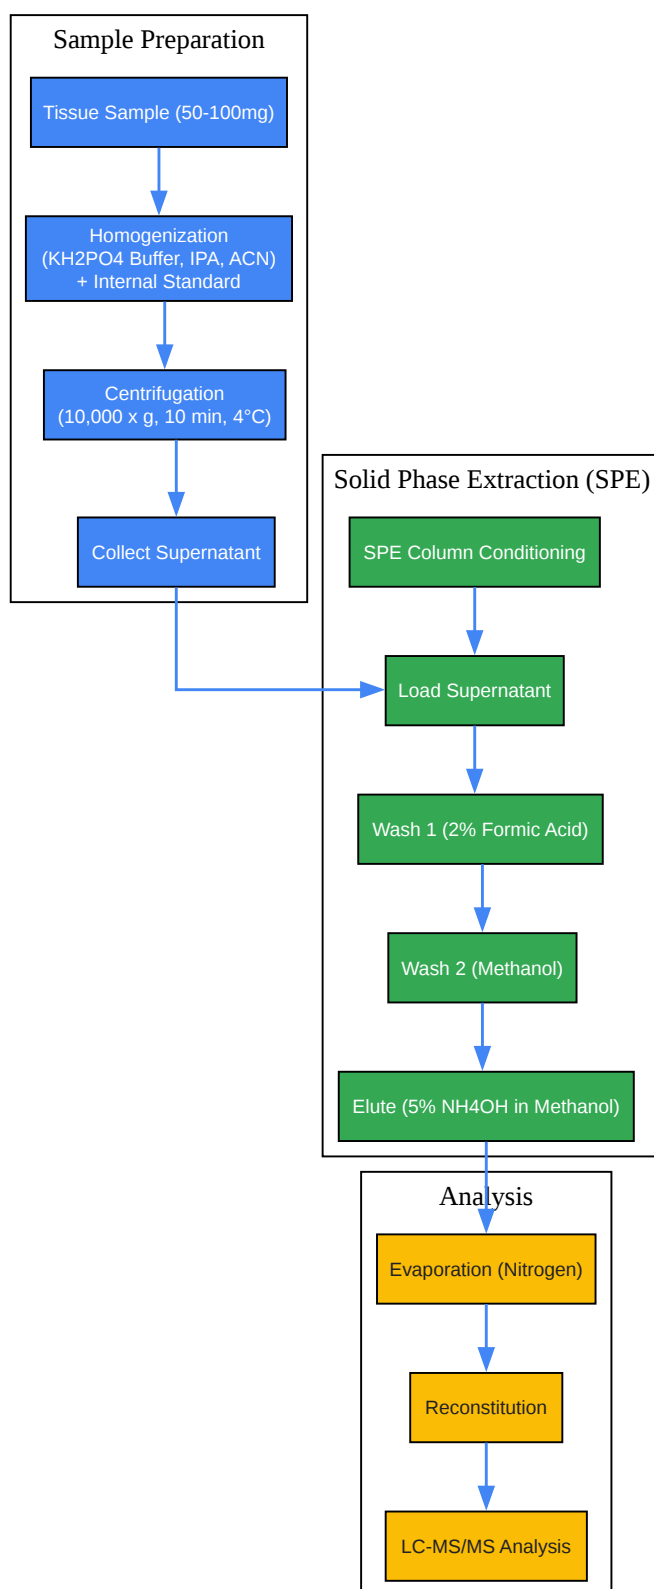 Sample Preparation
Tissue Sample (50-100mg)
Homogenization
(KH2PO4 Buffer, IPA, ACN)
+ Internal Standard
Centrifugation
(10,000 x g, 10 min, 4°C)
Collect Supernatant
Solid Phase Extraction (SPE)
SPE Column Conditioning
Load Supernatant
Wash 1 (2% Formic Acid)
Wash 2 (Methanol)
Elute (5% NH4OH in Methanol)
Analysis
Evaporation (Nitrogen)
Reconstitution
LC-MS/MS Analysis